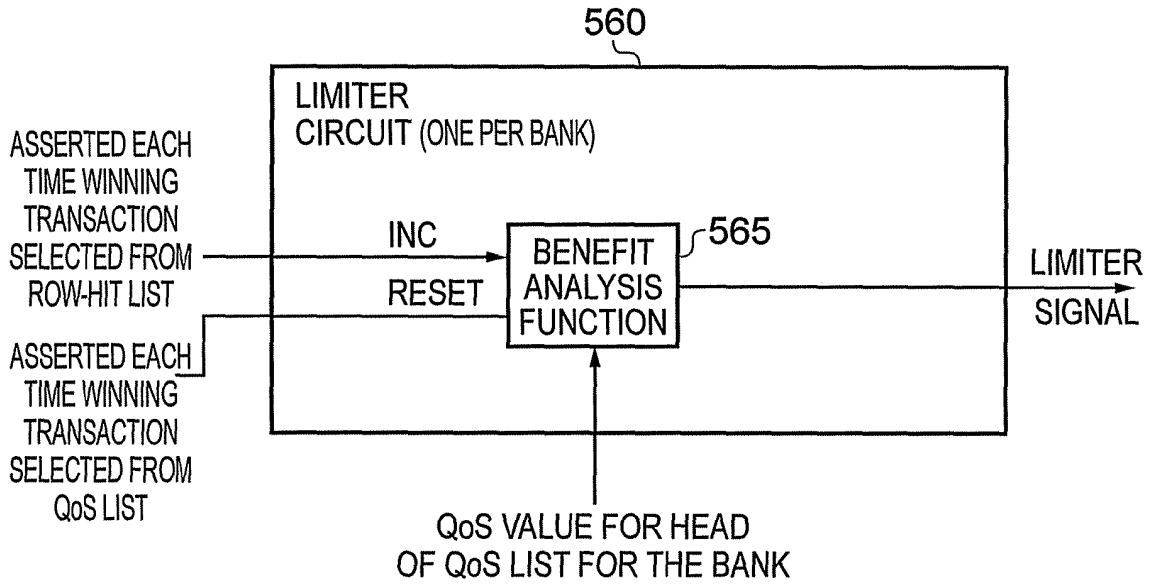 560
LIMITER
CIRCUIT (ONE PER BANK)
ASSERTED EACH
TIME WINNING
TRANSACTION
SELECTED FROM
ROW-HIT LIST
INC
RESET
BENEFIT
ANALYSIS
FUNCTION
565
LIMITER
SIGNAL
ASSERTED EACH
TIME WINNING
TRANSACTION
SELECTED FROM
QoS LIST
QoS VALUE FOR HEAD
OF QoS LIST FOR THE BANK